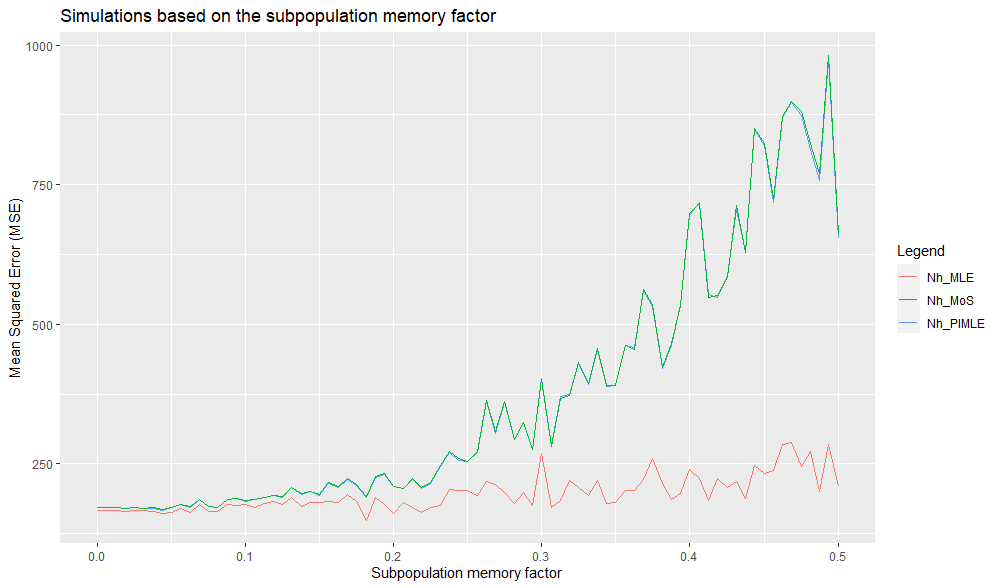 Simulations based on the subpopulation memory factor
1000
750
500
250
Mean Squared Error (MSE)
0.0 0.1 0.2 0.3 0.4 0.5
Subpopulation memory factor
Legend
Nh_MLE
Nh_MoS
Nh_PIMLE